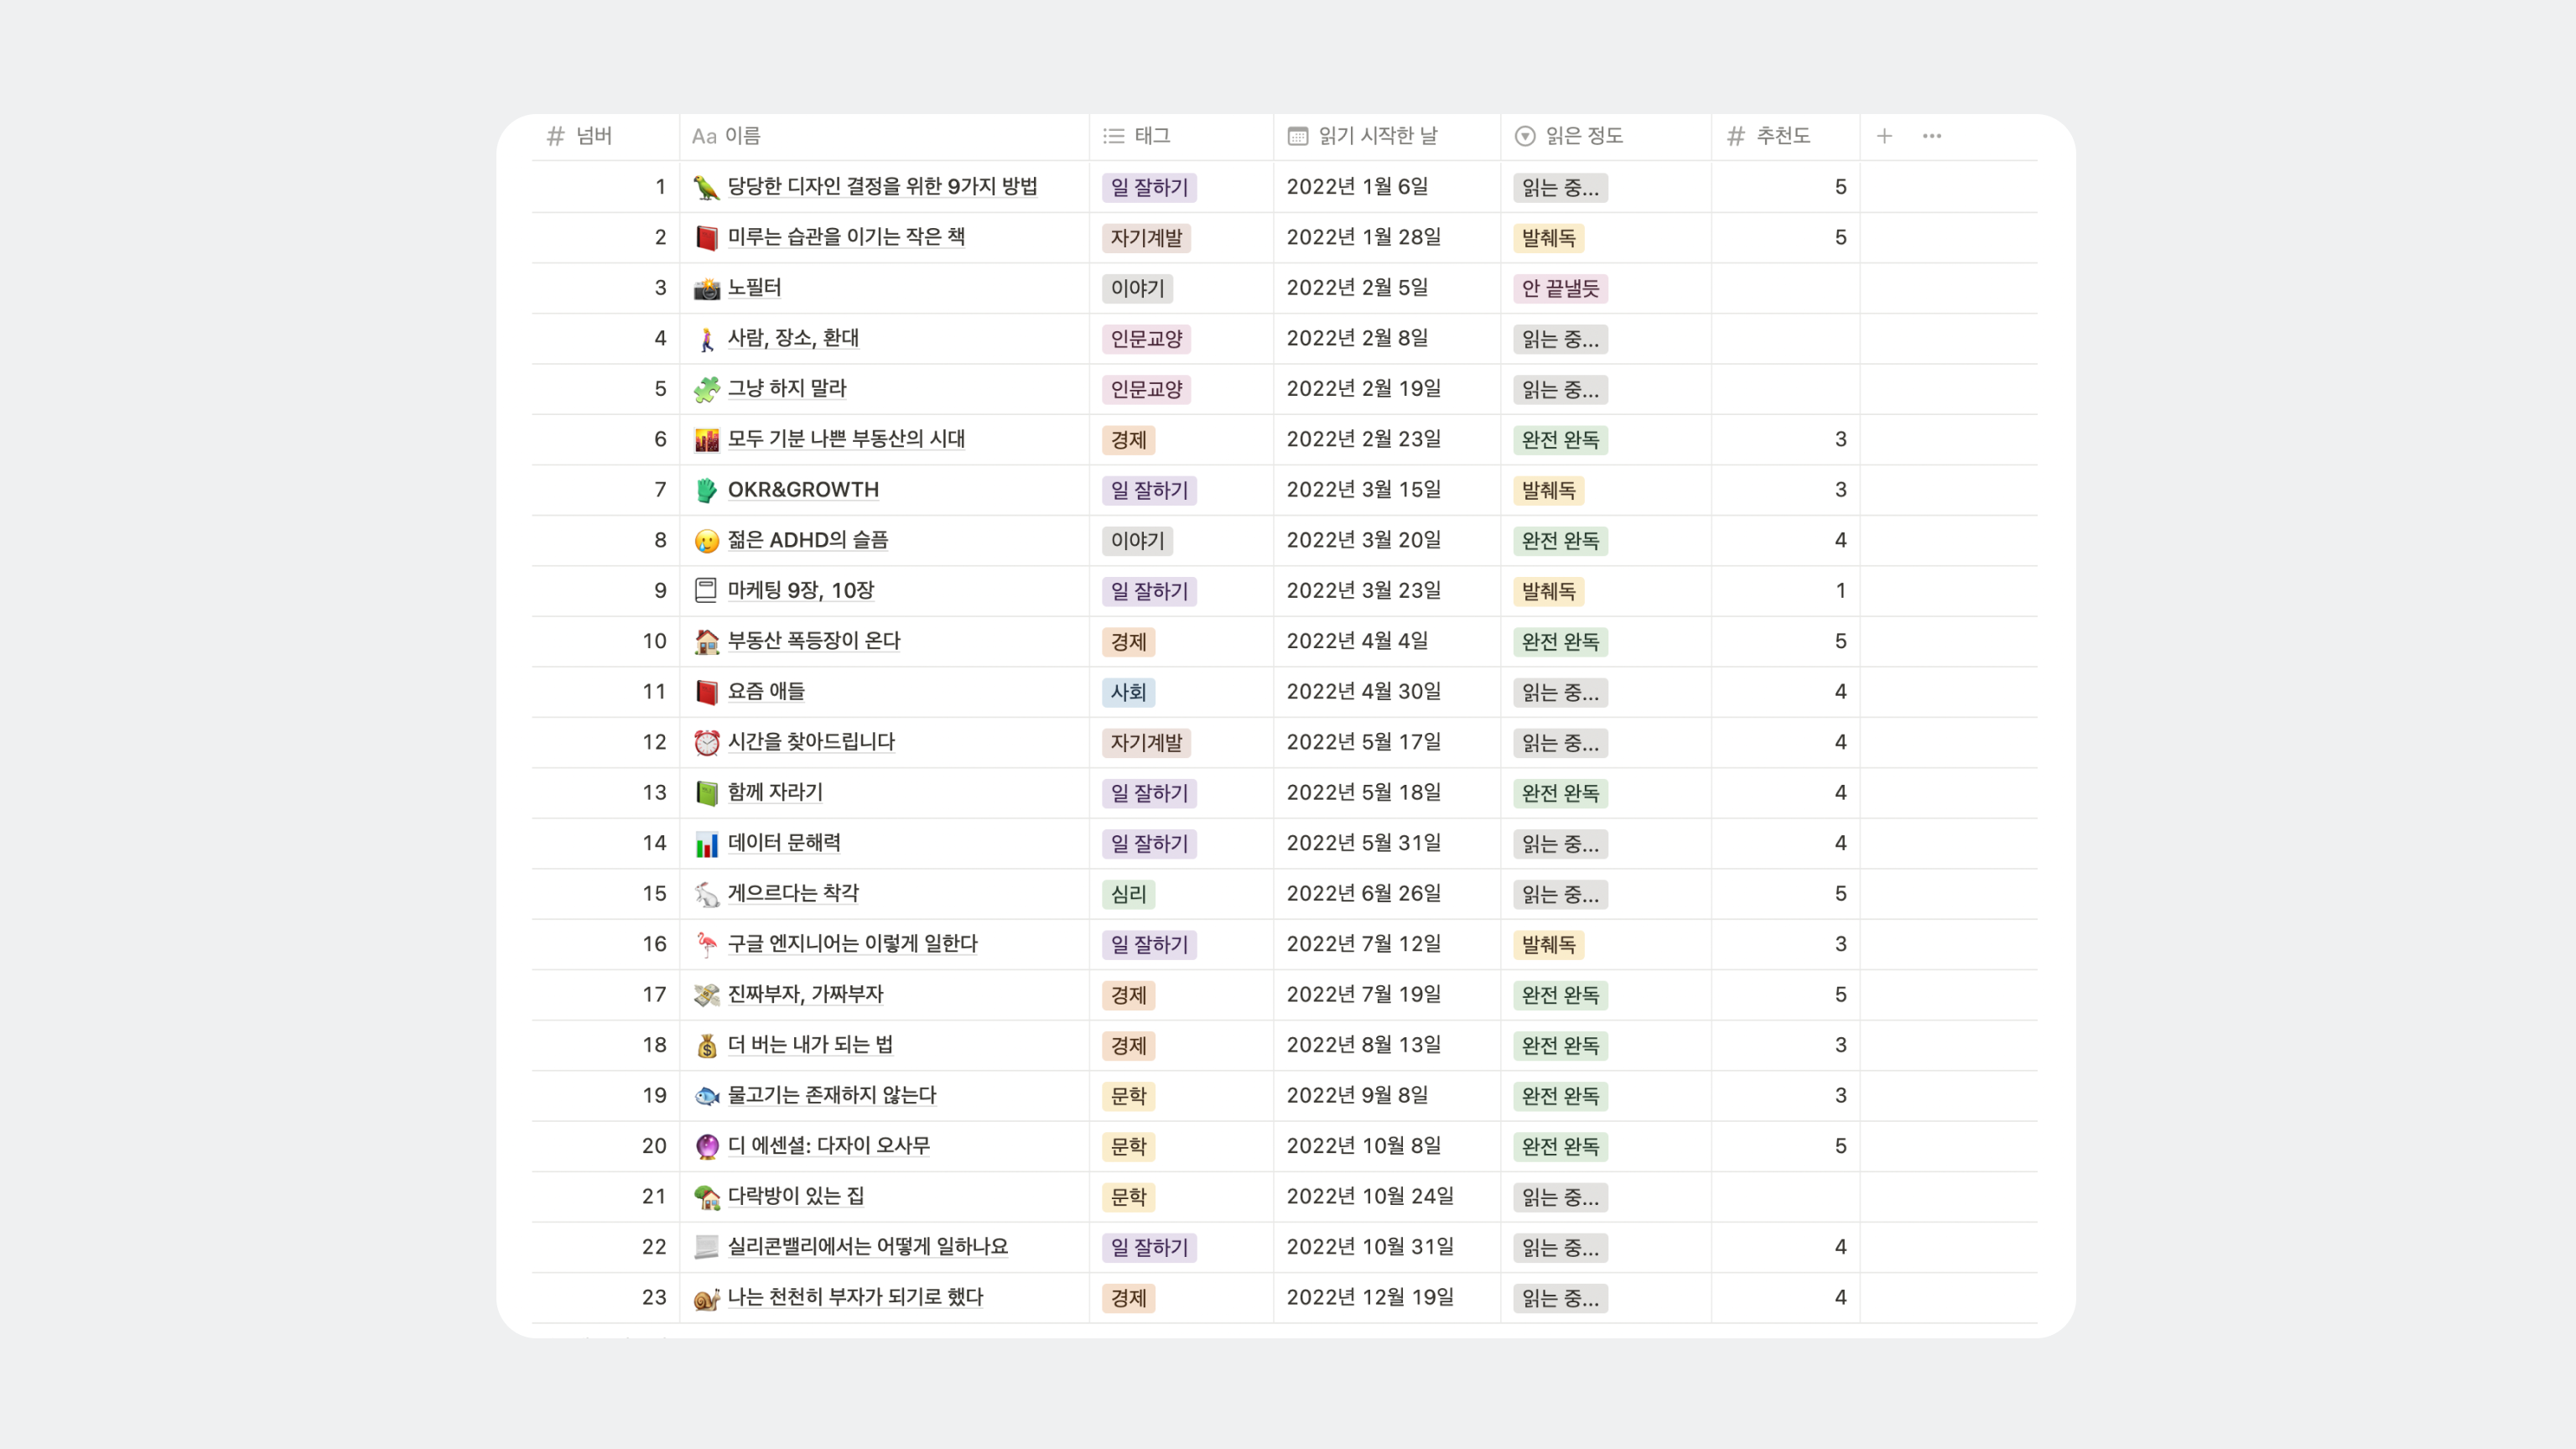 넘버 이름 태그 읽기 시작한 날 읽은 정도 추천도
1 당당한 디자인 결정을 위한 9가지 방법 일 잘하기 2022년 1월 6일 읽는 중... 5
2 미루는 습관을 이기는 작은 책 자기계발 2022년 1월 28일 발췌독 5
3 노필터 이야기 2022년 2월 5일 안 끝낼듯
4 사람, 장소, 환대 인문교양 2022년 2월 8일 읽는 중...
5 그냥 하지 말라 인문교양 2022년 2월 19일 읽는 중...
6 모두 기분 나쁜 부동산의 시대 경제 2022년 2월 23일 완전 완독 3
7 OKR&GROWTH 일 잘하기 2022년 3월 15일 발췌독 3
8 젊은 ADHD의 슬픔 이야기 2022년 3월 20일 완전 완독 4
9 마케팅 9장, 10장 일 잘하기 2022년 3월 23일 발췌독 1
10 부동산 폭등장이 온다 경제 2022년 4월 4일 완전 완독 5
11 요즘 애들 사회 2022년 4월 30일 읽는 중... 4
12 시간을 찾아드립니다 자기계발 2022년 5월 17일 읽는 중... 4
13 함께 자라기 일 잘하기 2022년 5월 18일 완전 완독 4
14 데이터 문해력 일 잘하기 2022년 5월 31일 읽는 중... 4
15 게으르다는 착각 심리 2022년 6월 26일 읽는 중... 5
16 구글 엔지니어는 이렇게 일한다 일 잘하기 2022년 7월 12일 발췌독 3
17 진짜부자, 가짜부자 경제 2022년 7월 19일 완전 완독 5
18 더 버는 내가 되는 법 경제 2022년 8월 13일 완전 완독 3
19 물고기는 존재하지 않는다 문학 2022년 9월 8일 완전 완독 3
20 디 에센셜: 다자이 오사무 문학 2022년 10월 8일 완전 완독 5
21 다락방이 있는 집 문학 2022년 10월 24일 읽는 중...
22 실리콘밸리에서는 어떻게 일하나요 일 잘하기 2022년 10월 31일 읽는 중... 4
23 나는 천천히 부자가 되기로 했다 경제 2022년 12월 19일 읽는 중... 4